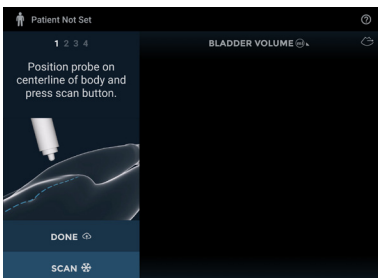 Patient Not Set
1 2 3 4
Position probe on
centerline of body and
press scan button.
BLADDER VOLUME
DONE
SCAN